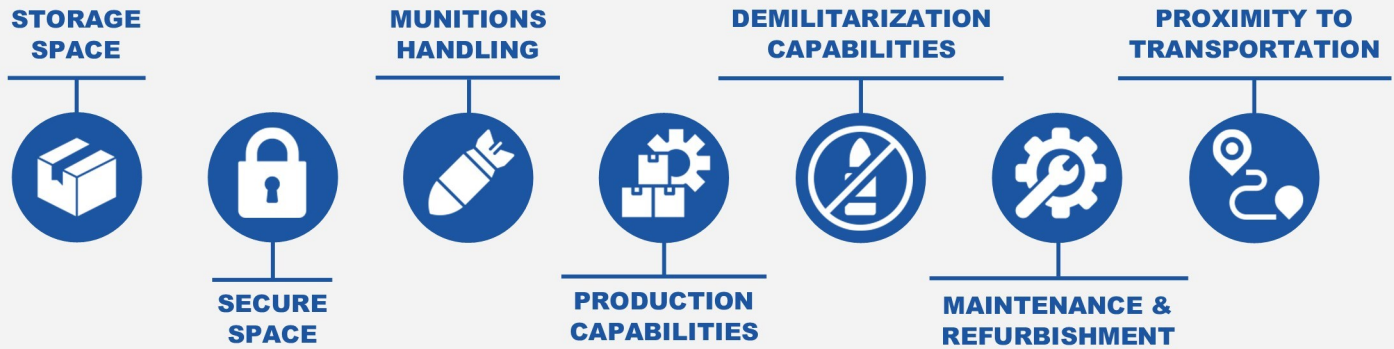 STORAGE
SPACE
MUNITIONS
HANDLING
DEMILITARIZATION
CAPABILITIES
PROXIMITY TO
TRANSPORTATION
SECURE
SPACE
PRODUCTION
CAPABILITIES
MAINTENANCE &
REFURBISHMENT